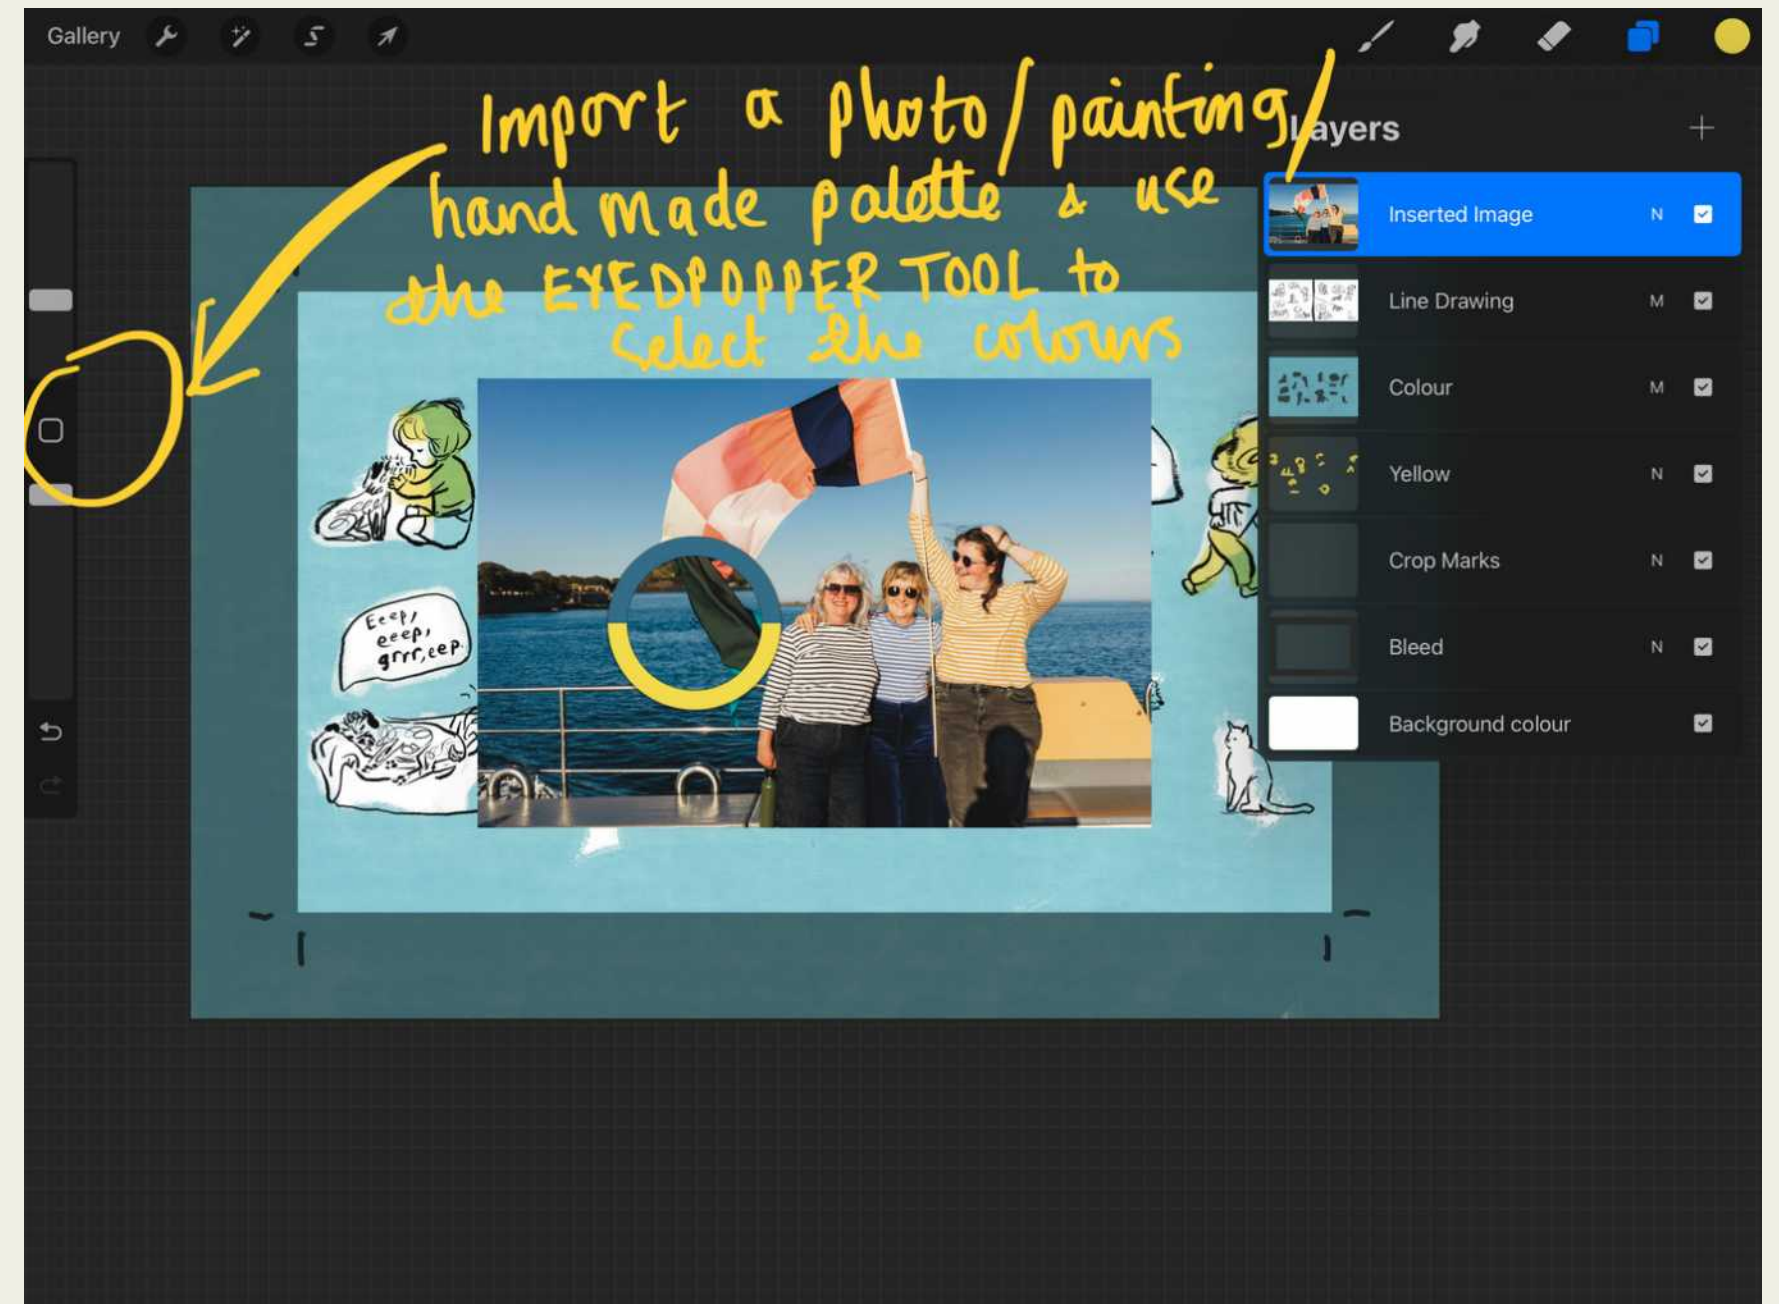 Gallery
Import a photo/painting/
hand made palette & use
the EYEDPOPPER TOOL to
select the colours
Layers
Inserted Image N
Line Drawing M
Colour M
Yellow N
Crop Marks N
Bleed N
Background colour
Eeep,
eeep,
grrr, eep.